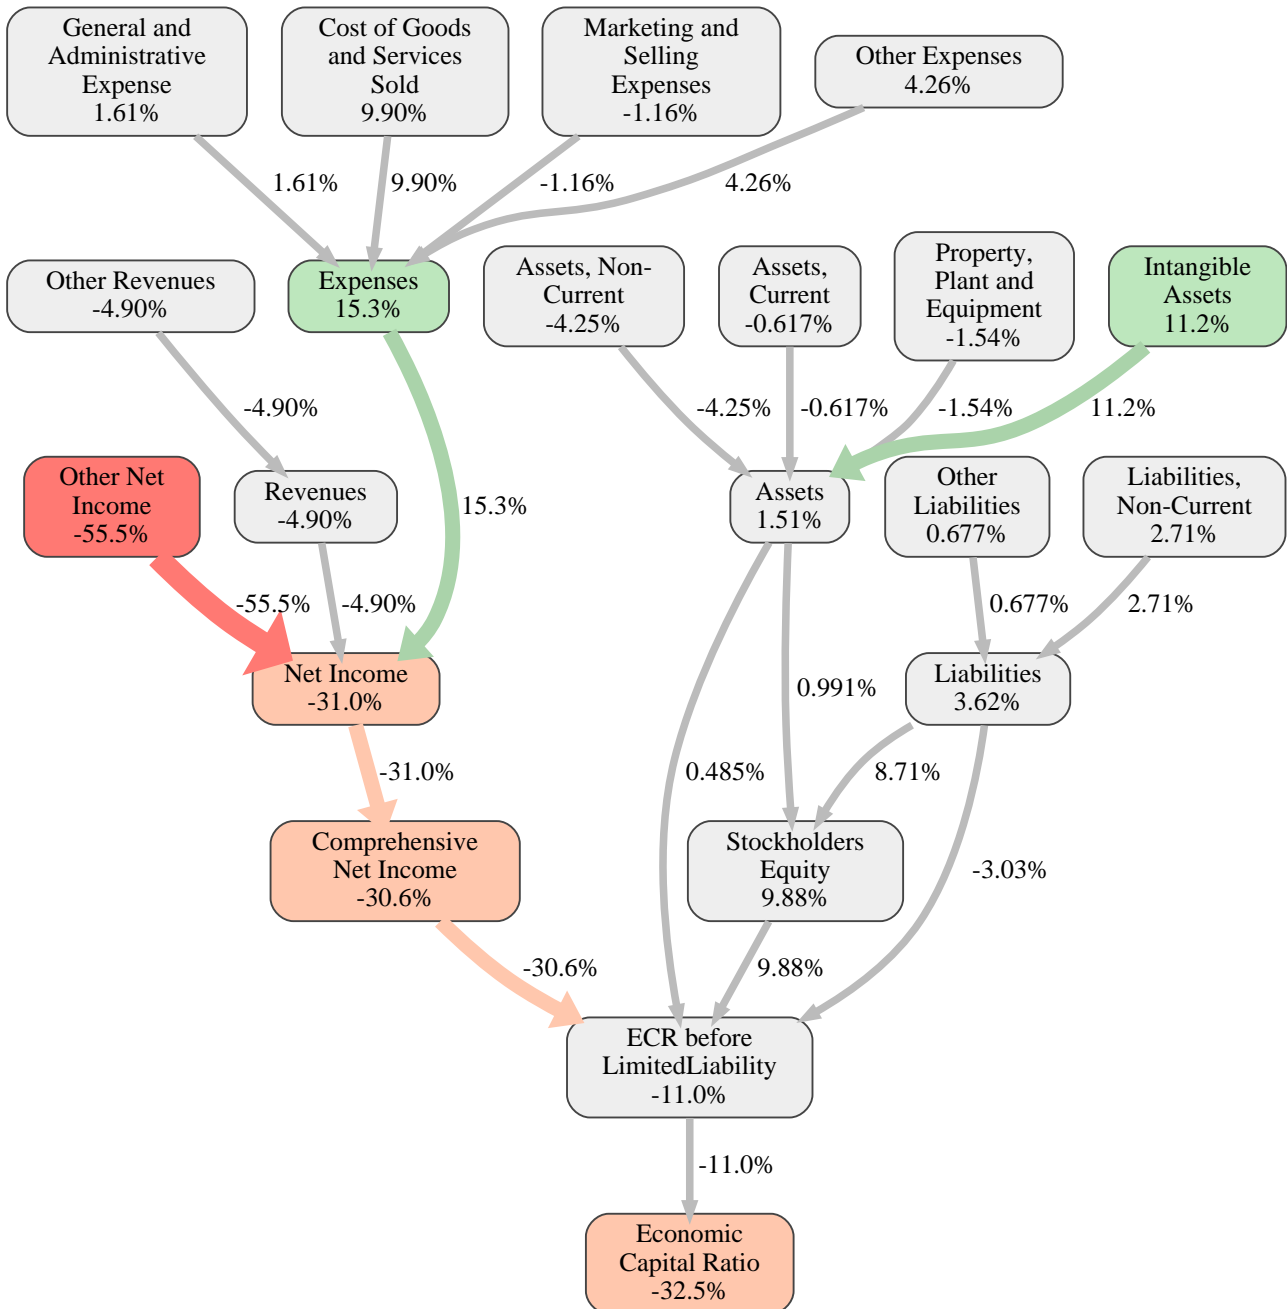 General and
Administrative
Expense
1.61%
Cost of Goods
and Services
Sold
9.90%
Marketing and
Selling
Expenses
-1.16%
Other Expenses
4.26%
1.61%
9.90%
-1.16%
4.26%
Other Revenues
-4.90%
Expenses
15.3%
Assets, Non-
Current
-4.25%
Assets,
Current
-0.617%
Property,
Plant and
Equipment
-1.54%
Intangible
Assets
11.2%
-4.90%
-4.25%
-0.617%
-1.54%
11.2%
Other Net
Income
-55.5%
Revenues
-4.90%
15.3%
Assets
1.51%
Other
Liabilities
0.677%
Liabilities,
Non-Current
2.71%
-55.5%
-4.90%
0.677%
2.71%
Net Income
-31.0%
0.991%
Liabilities
3.62%
-31.0%
0.485%
8.71%
Comprehensive
Net Income
-30.6%
Stockholders
Equity
9.88%
-3.03%
-30.6%
9.88%
ECR before
LimitedLiability
-11.0%
-11.0%
Economic
Capital Ratio
-32.5%